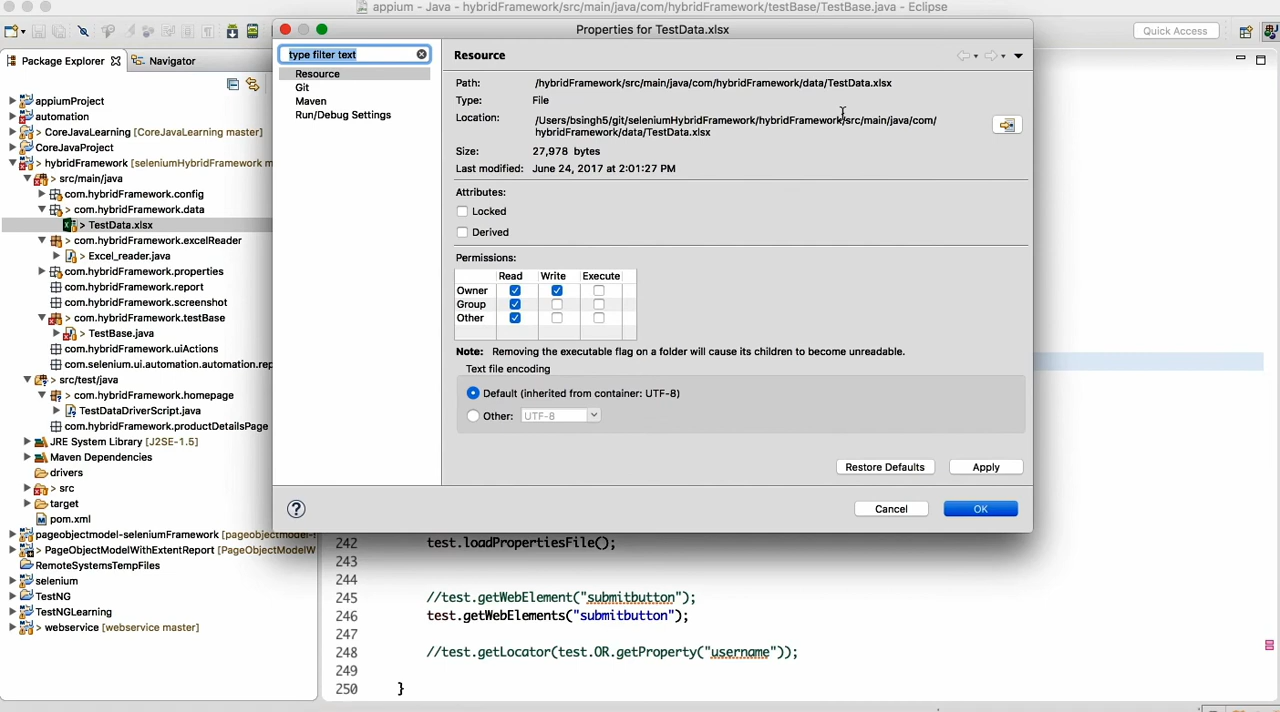 appium - Java - hybridFramework/src/main/java/com/hybridFramework/testBase/TestBase.java - Eclipse
Quick Access
Package Explorer
Navigator
appiumProject
automation
> CoreJavaLearning [CoreJavaLearning master]
CoreJavaProject
> hybridFramework [seleniumHybridFramework m
> src/main/java
com.hybridFramework.config
> com.hybridFramework.data
> TestData.xlsx
> com.hybridFramework.excelReader
> Excel_reader.java
com.hybridFramework.properties
com.hybridFramework.report
com.hybridFramework.screenshot
> com.hybridFramework.testBase
> TestBase.java
com.hybridFramework.uiActions
com.selenium.ui.automation.automation.rep
> src/test/java
> com.hybridFramework.homepage
TestDataDriverScript.java
com.hybridFramework.productDetailsPage
JRE System Library [J2SE-1.5]
Maven Dependencies
drivers
> src
target
pom.xml
pageobjectmodel-seleniumFramework [pageobjectmodel-s
> PageObjectModelWithExtentReport [PageObjectModelW
RemoteSystemsTempFiles
selenium
TestNG
TestNGLearning
> webservice [webservice master]
Properties for TestData.xlsx
type filter text
Resource
Git
Maven
Run/Debug Settings
Resource
Path: /hybridFramework/src/main/java/com/hybridFramework/data/TestData.xlsx
Type: File
Location: /Users/bsingh5/git/seleniumHybridFramework/hybridFramework/src/main/java/com/
hybridFramework/data/TestData.xlsx
Size: 27,978 bytes
Last modified: June 24, 2017 at 2:01:27 PM
Attributes:
Locked
Derived
Permissions:
Read Write Execute
Owner
Group
Other
Note: Removing the executable flag on a folder will cause its children to become unreadable.
Text file encoding
Default (inherited from container: UTF-8)
Other: UTF-8
Restore Defaults Apply
? Cancel OK
242 test.loadPropertiesFile();
243
244
245 //test.getWebElement("submitbutton");
246 test.getWebElements("submitbutton");
247
248 //test.getLocator(test.OR.getProperty("username"));
249
250 }